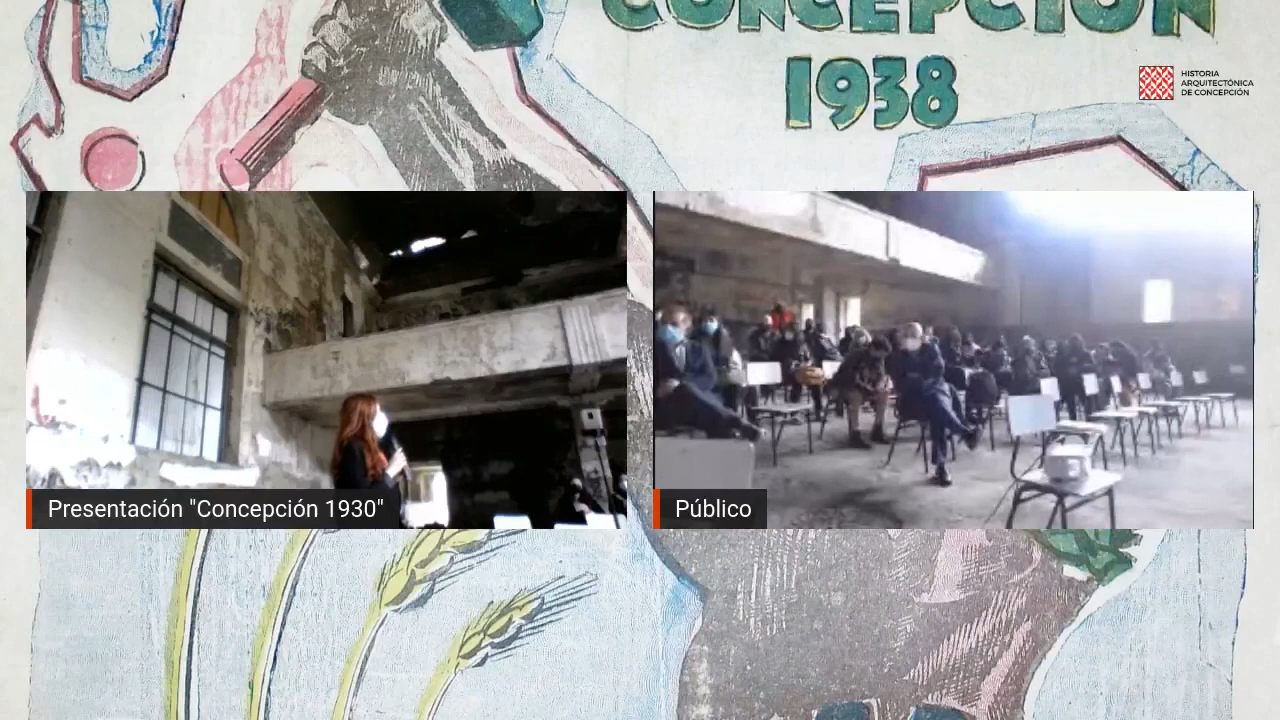 CONCEPCIÓN
1938
HISTORIA
ARQUITECTÓNICA
DE CONCEPCIÓN
Presentación "Concepción 1930"
Público